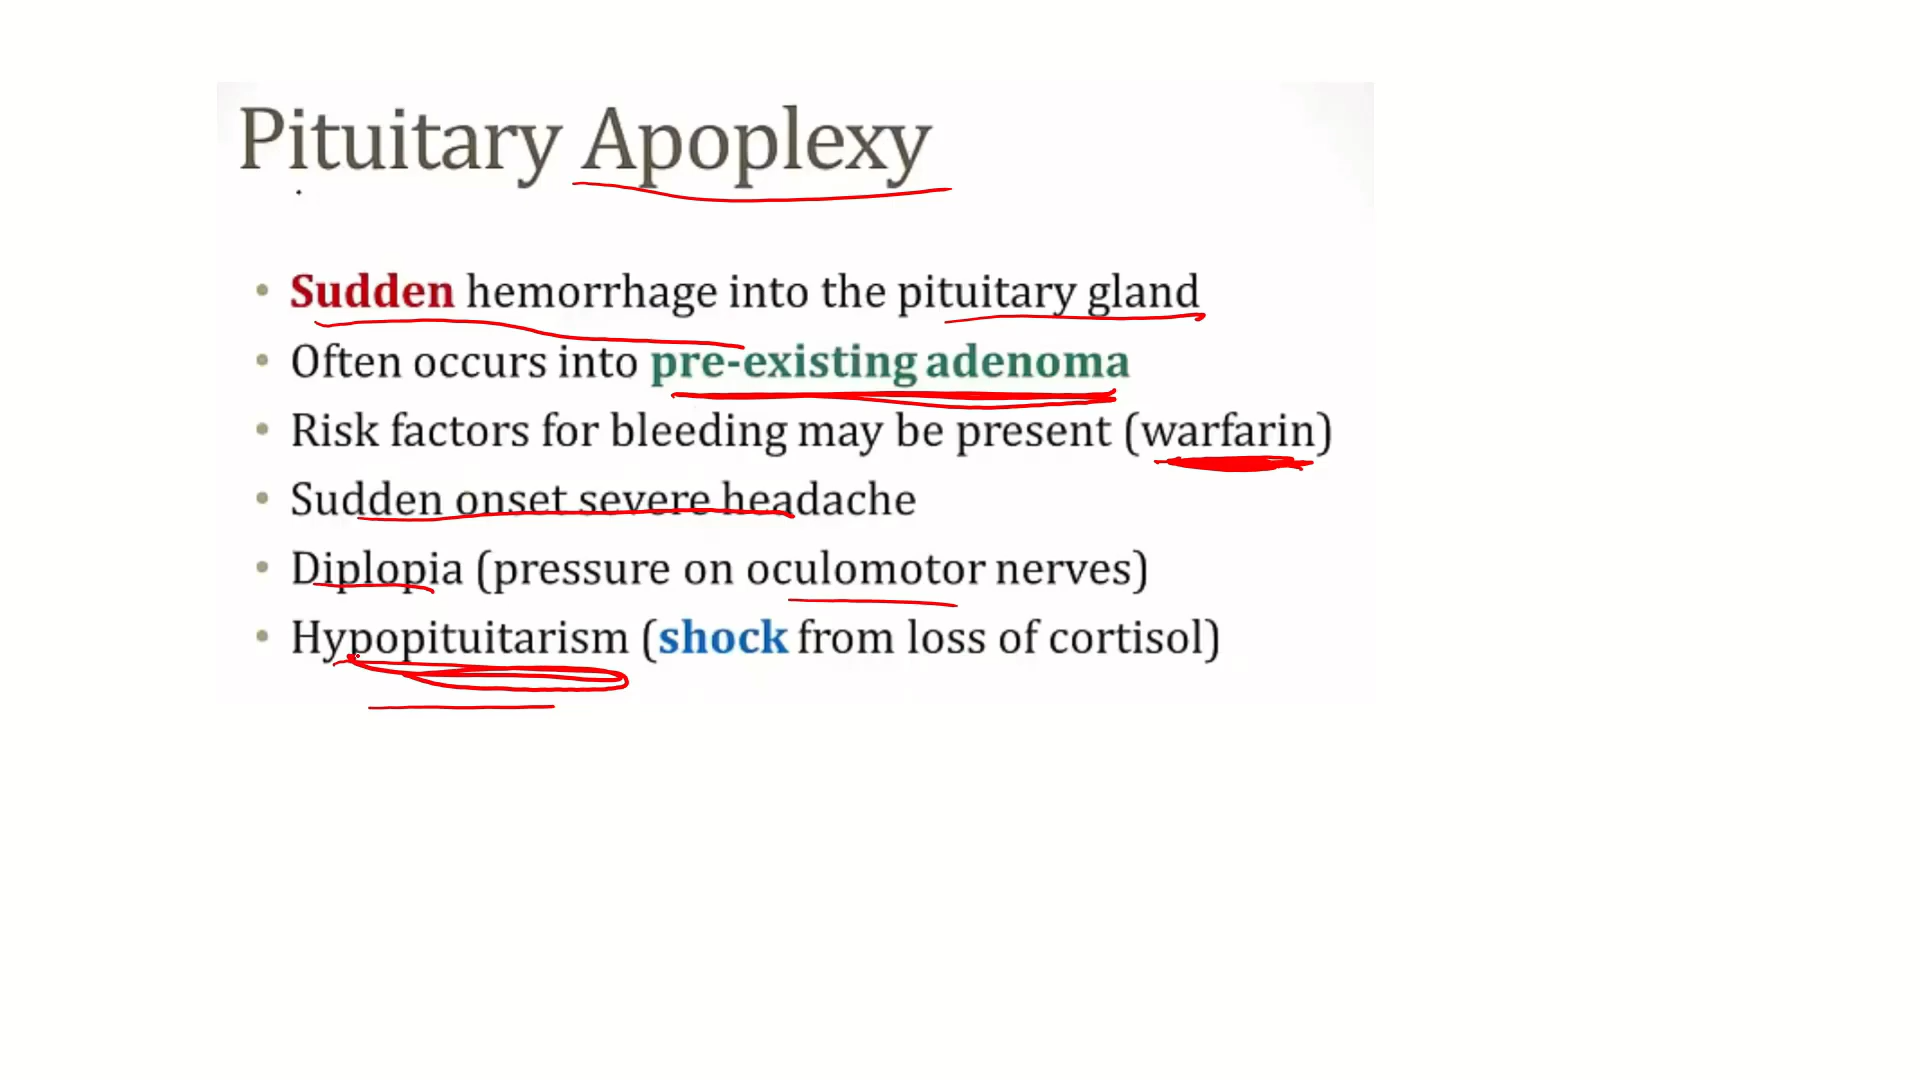 Pituitary Apoplexy
• Sudden hemorrhage into the pituitary gland
• Often occurs into pre-existing adenoma
• Risk factors for bleeding may be present (warfarin)
• Sudden onset severe headache
• Diplopia (pressure on oculomotor nerves)
• Hypopituitarism (shock from loss of cortisol)